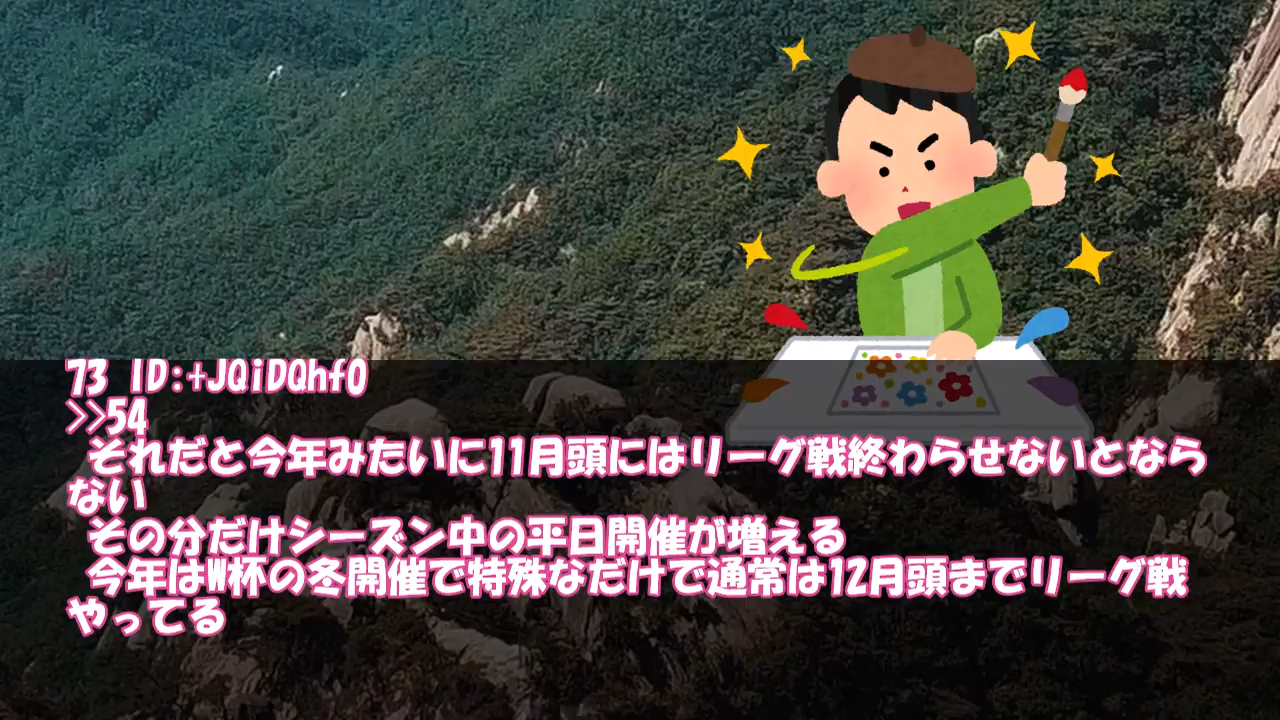 73 ID:+JQiDQhf0
>>54
それだと今年みたいに11月頭にはリーグ戦終わらせないとなら
ない
その分だけシーズン中の平日開催が増える
今年はW杯の冬開催で特殊なだけで通常は12月頭までリーグ戦
やってる